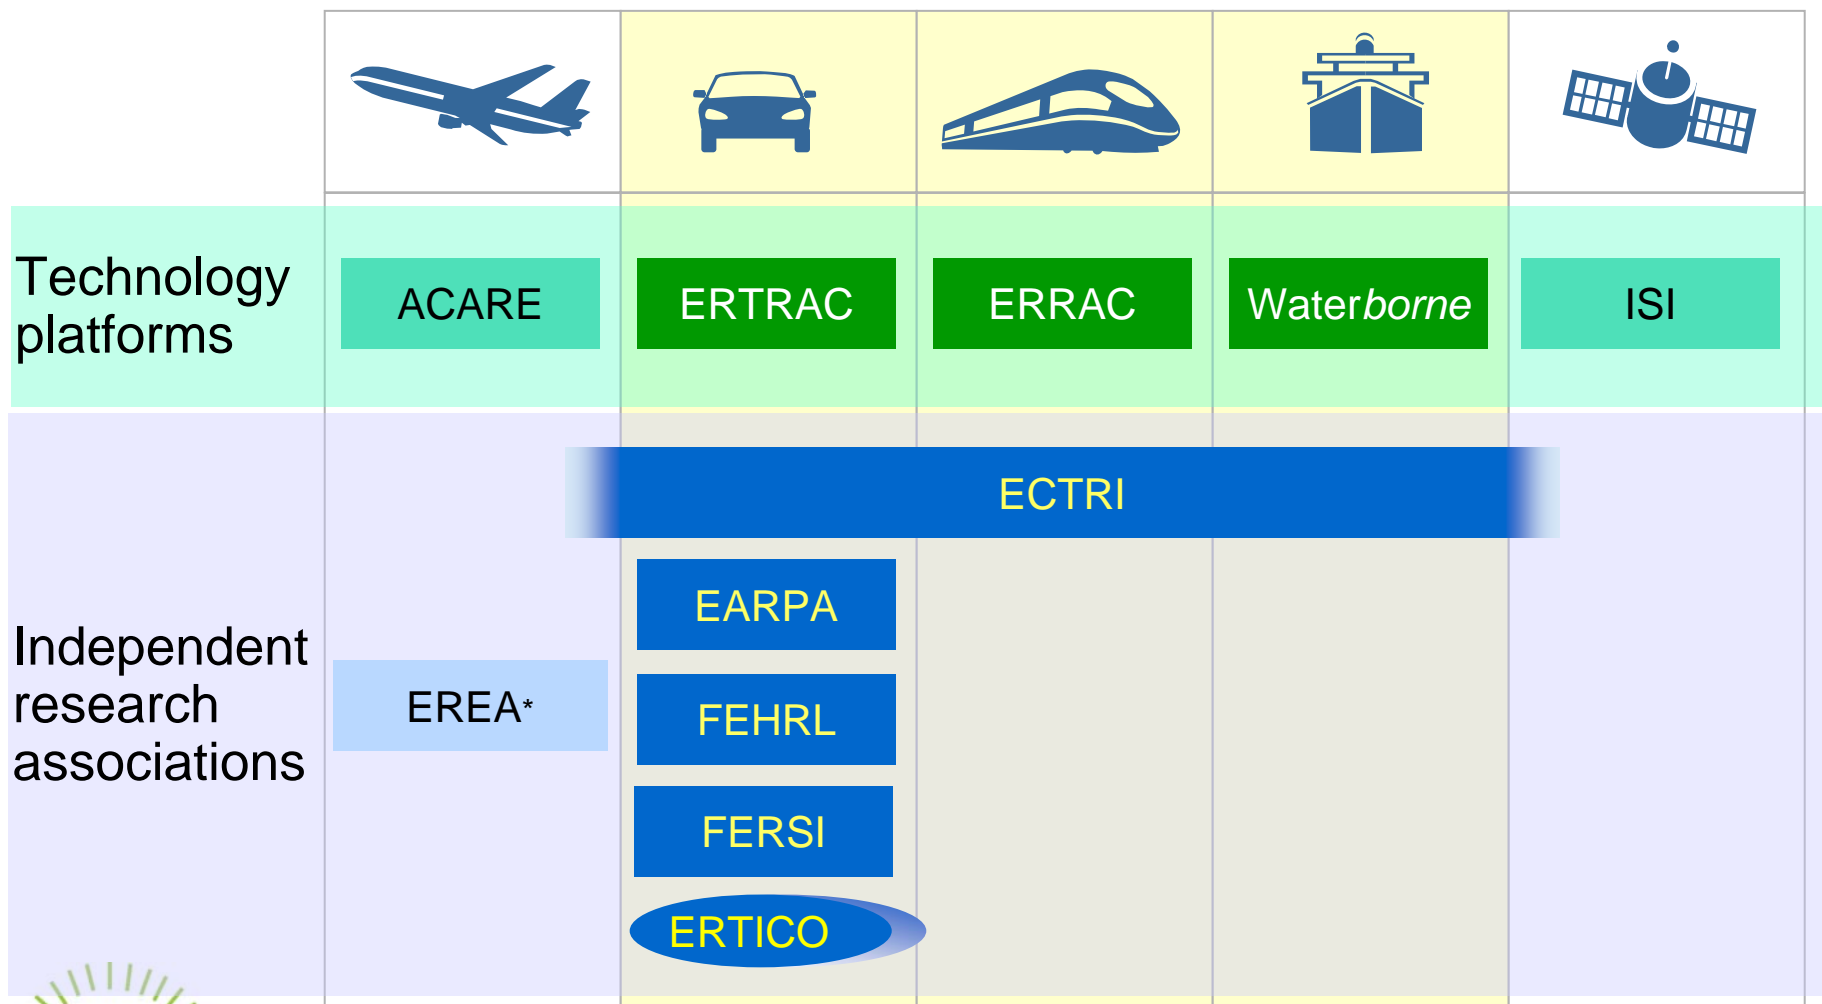 Technology
platforms
ACARE
ERTRAC
ERRAC
Waterborne
ISI
ECTRI
EARPA
Independent
research
associations
EREA*
FEHRL
FERSI
ERTICO